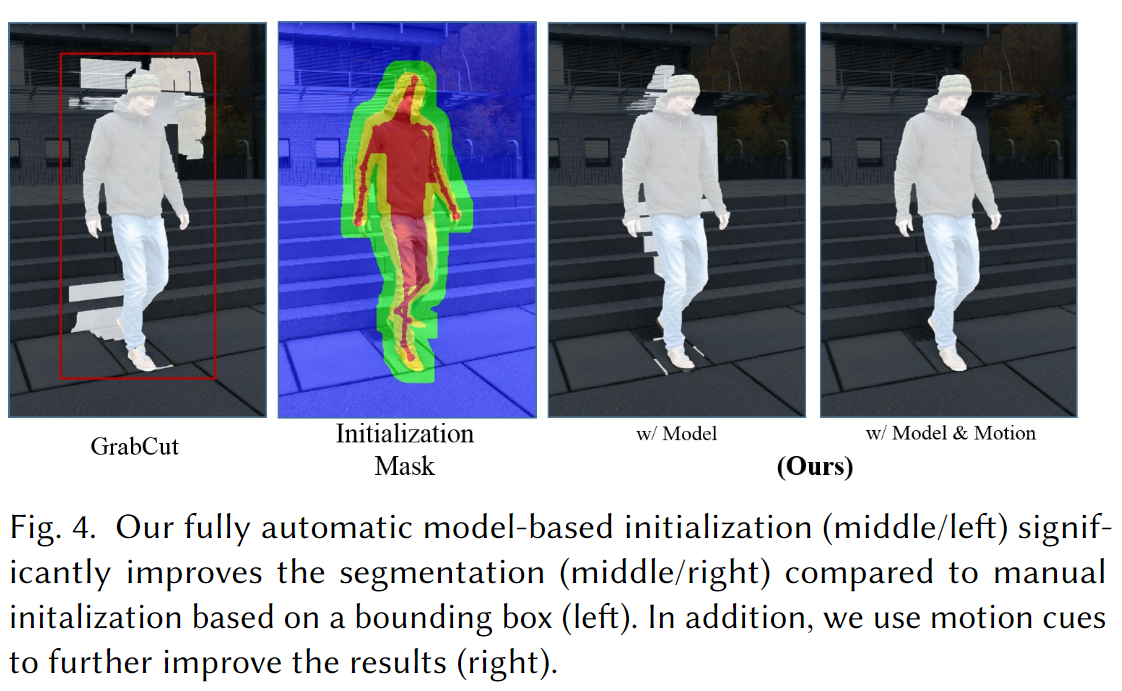 GrabCut
Initialization
Mask
w/ Model
w/ Model & Motion
(Ours)
Fig. 4. Our fully automatic model-based initialization (middle/left) signif-
icantly improves the segmentation (middle/right) compared to manual
initalization based on a bounding box (left). In addition, we use motion cues
to further improve the results (right).